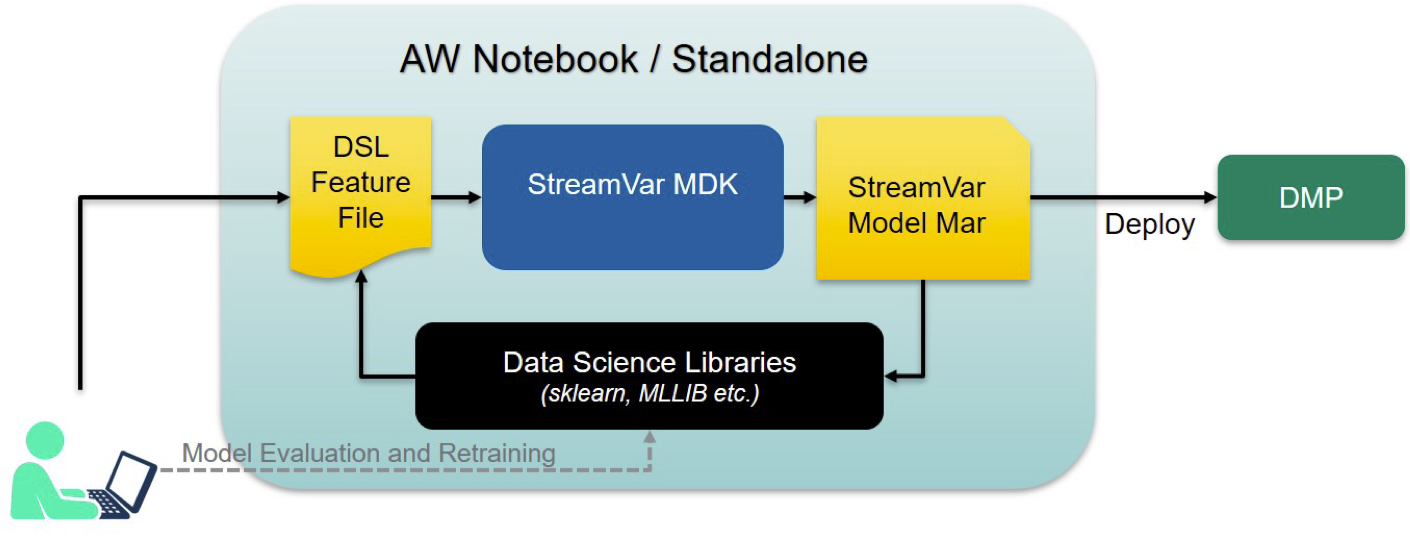 AW Notebook / Standalone
DSL
Feature
File
StreamVar MDK
StreamVar
Model Mar
Deploy
DMP
Data Science Libraries
(sklearn, MLLIB etc.)
Model Evaluation and Retraining